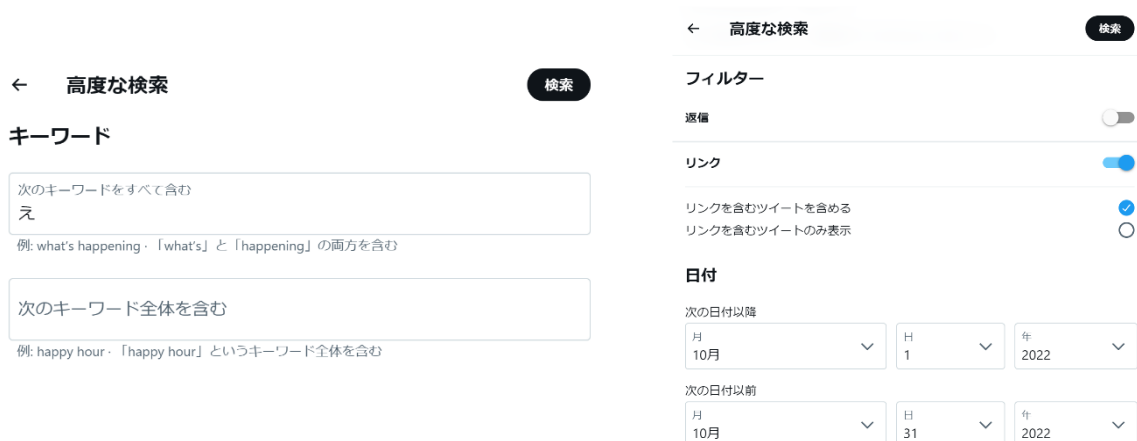 ← 高度な検索 検索
キーワード
次のキーワードをすべて含む
え
例: what's happening · 「what's」と「happening」の両方を含む
次のキーワード全体を含む
例: happy hour · 「happy hour」というキーワード全体を含む
← 高度な検索 検索
フィルター
返信
リンク
リンクを含むツイートを含める
リンクを含むツイートのみ表示
日付
次の日付以降
月 日 年
10月 1 2022
次の日付以前
月 日 年
10月 31 2022